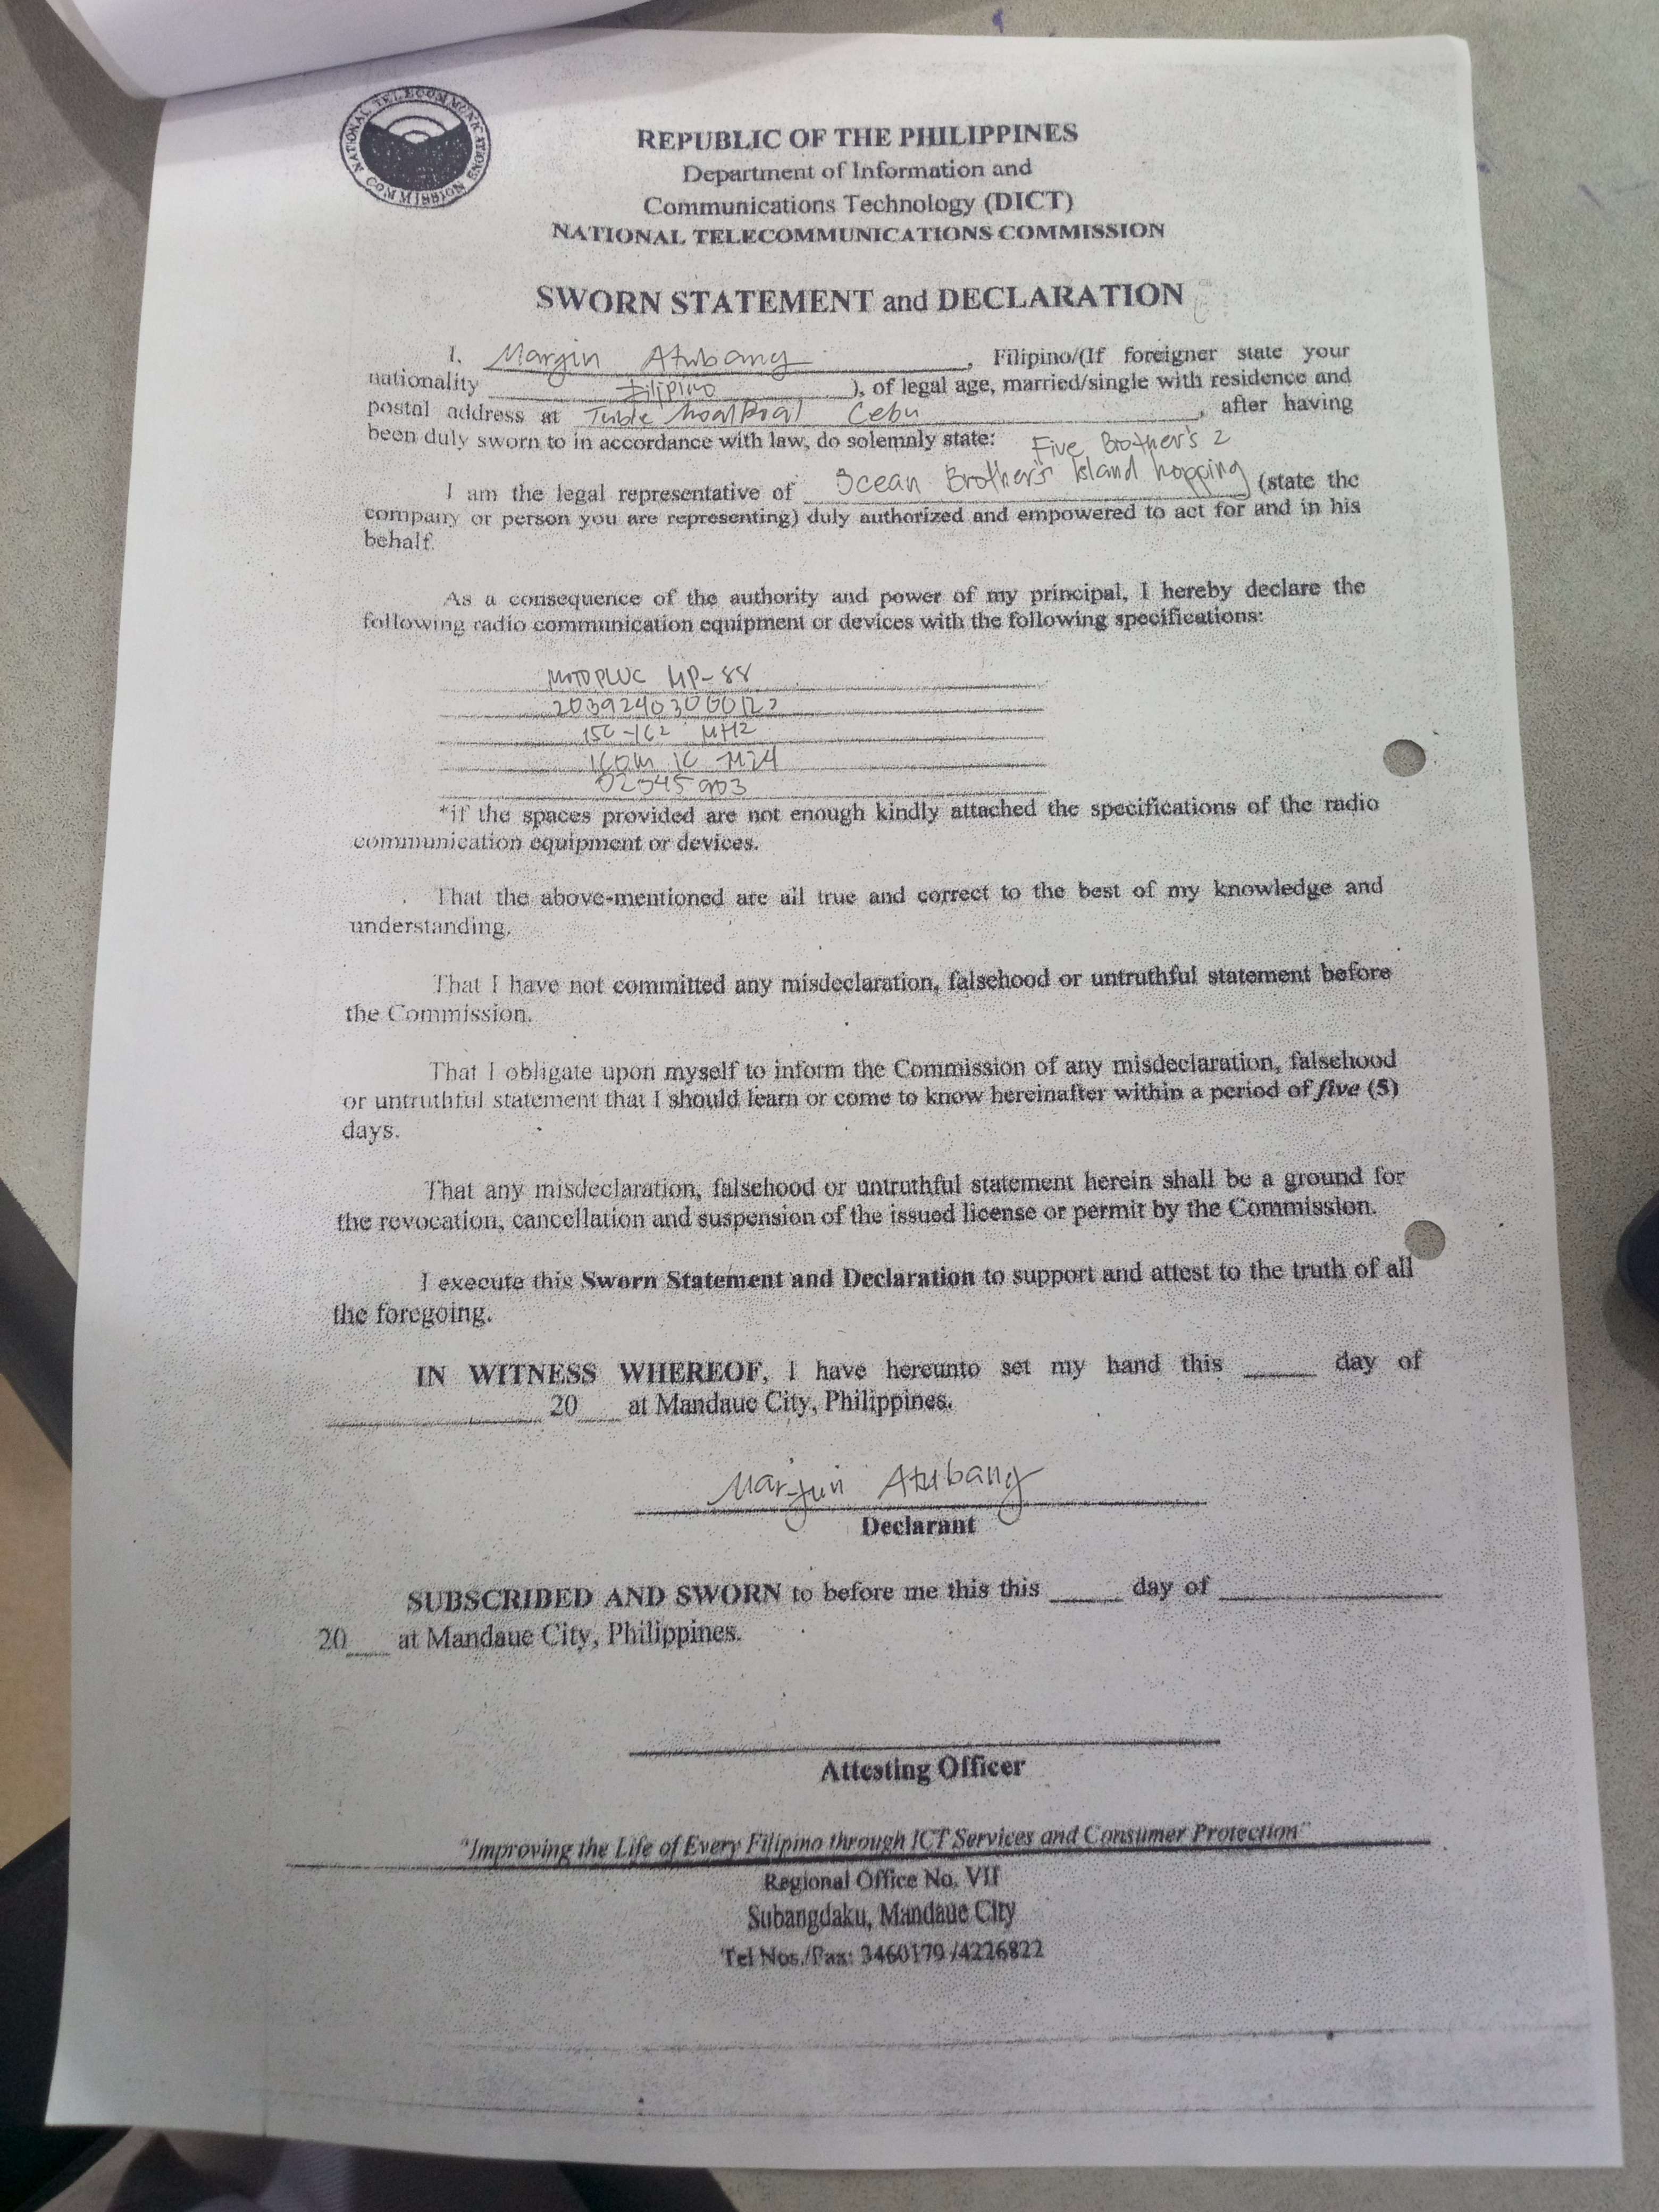 NATIONAL TELECOMMUNICATIONS COMMISSION
REPUBLIC OF THE PHILIPPINES
Department of Information and
Communications Technology (DICT)
NATIONAL TELECOMMUNICATIONS COMMISSION
SWORN STATEMENT and DECLARATION
I, Marjin Atubang, Filipino/(If foreigner state your
nationality Filipino), of legal age, married/single with residence and
postal address at Tuble Moalboal Cebu, after having
been duly sworn to in accordance with law, do solemnly state:
Five Brother's 2
I am the legal representative of Ocean Brother's Island hopping (state the
company or person you are representing) duly authorized and empowered to act for and in his
behalf.
As a consequence of the authority and power of my principal, I hereby declare the
following radio communication equipment or devices with the following specifications:
MOTOPLUC MP-88
MHz
ICOM IC M24
*if the spaces provided are not enough kindly attached the specifications of the radio
communication equipment or devices.
That the above-mentioned are all true and correct to the best of my knowledge and
understanding.
That I have not committed any misdeclaration, falsehood or untruthful statement before
the Commission.
That I obligate upon myself to inform the Commission of any misdeclaration, falsehood
or untruthful statement that I should learn or come to know hereinafter within a period of five (5)
days.
That any misdeclaration, falsehood or untruthful statement herein shall be a ground for
the revocation, cancellation and suspension of the issued license or permit by the Commission.
I execute this Sworn Statement and Declaration to support and attest to the truth of all
the foregoing.
IN WITNESS WHEREOF, I have hereunto set my hand this ____ day of
____ 20__ at Mandaue City, Philippines.
Marjun Atubang
Declarant
SUBSCRIBED AND SWORN to before me this this ____ day of ____
20__ at Mandaue City, Philippines.
Attesting Officer
"Improving the Life of Every Filipino through ICT Services and Consumer Protection"
Regional Office No. VII
Subangdaku, Mandaue City
Tel Nos./Fax: 3460179 /4226822